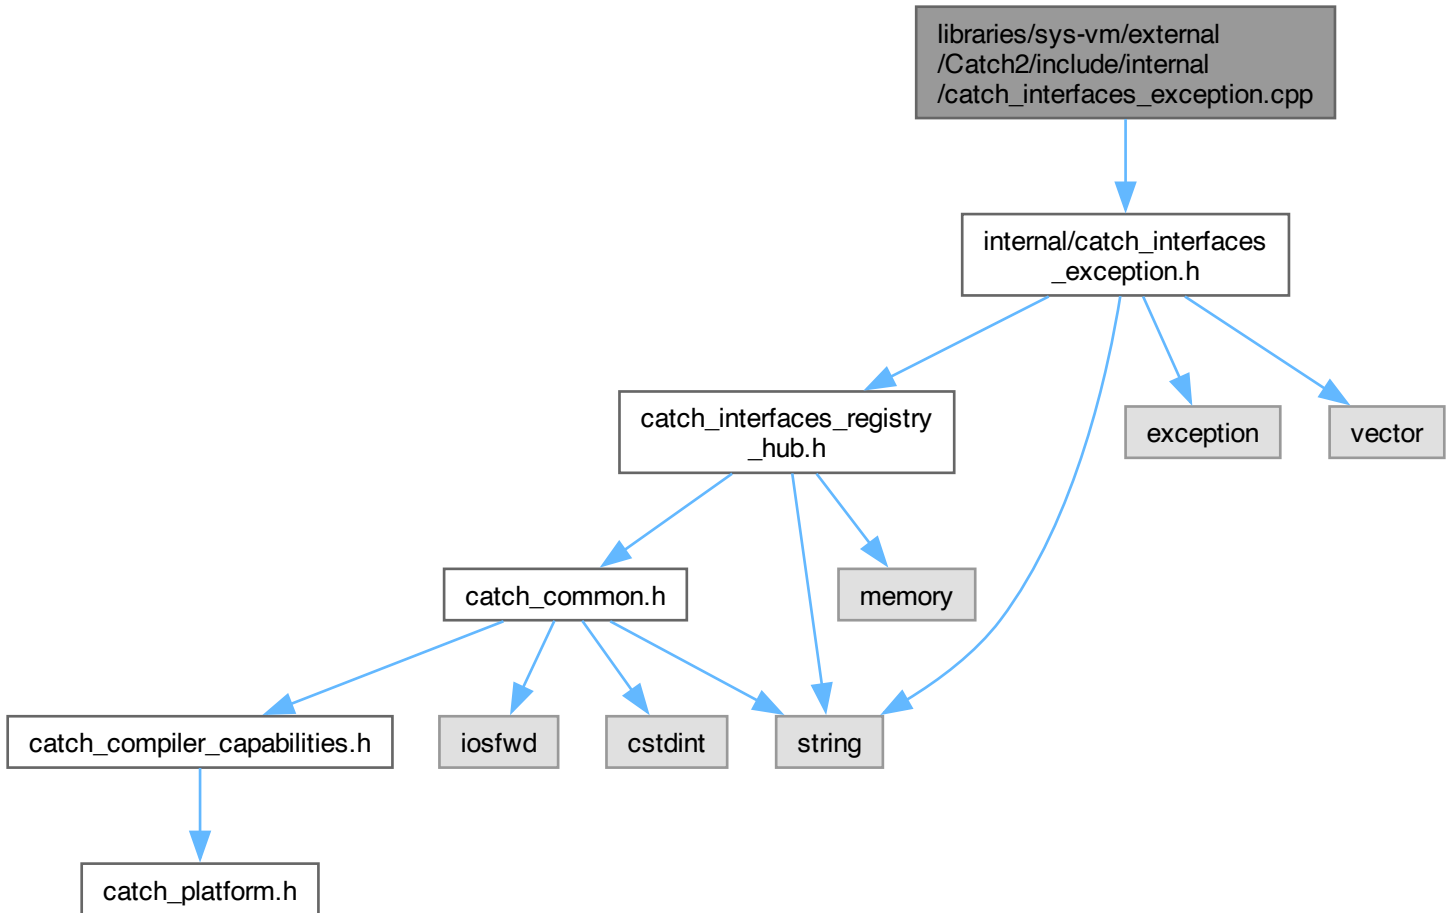 libraries/sys-vm/external
/Catch2/include/internal
/catch_interfaces_exception.cpp
internal/catch_interfaces
_exception.h
catch_interfaces_registry
_hub.h
exception
vector
catch_common.h
memory
catch_compiler_capabilities.h
iosfwd
cstdint
string
catch_platform.h